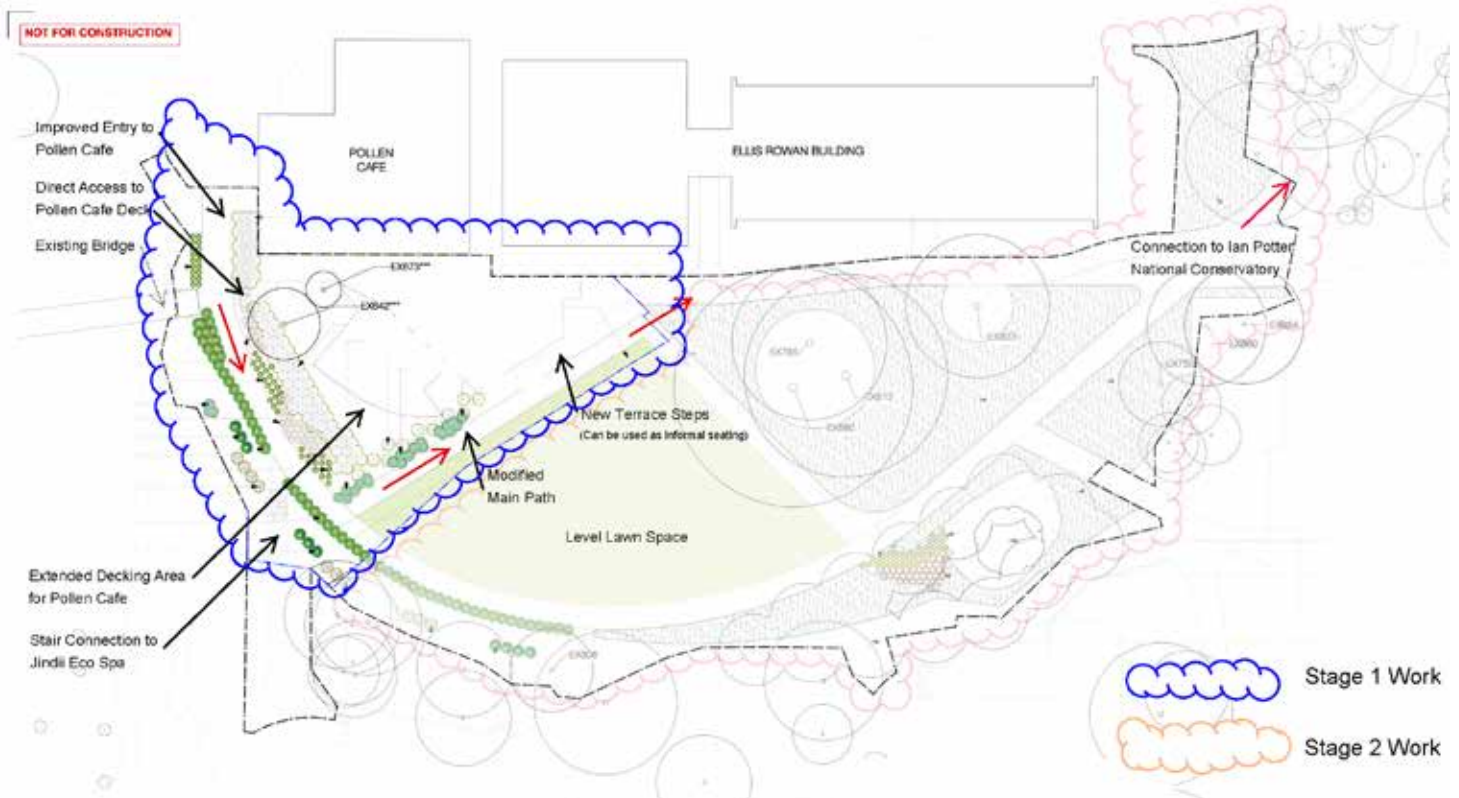 NOT FOR CONSTRUCTION
Improved Entry to
Pollen Cafe
Direct Access to
Pollen Cafe Deck
Existing Bridge
POLLEN
CAFE
ELLIS ROWAN BUILDING
Connection to Ian Potter
National Conservatory
New Terrace Steps
(Can be used as informal seating)
Modified
Main Path
Level Lawn Space
Extended Decking Area
for Pollen Cafe
Stair Connection to
Jindii Eco Spa
Stage 1 Work
Stage 2 Work